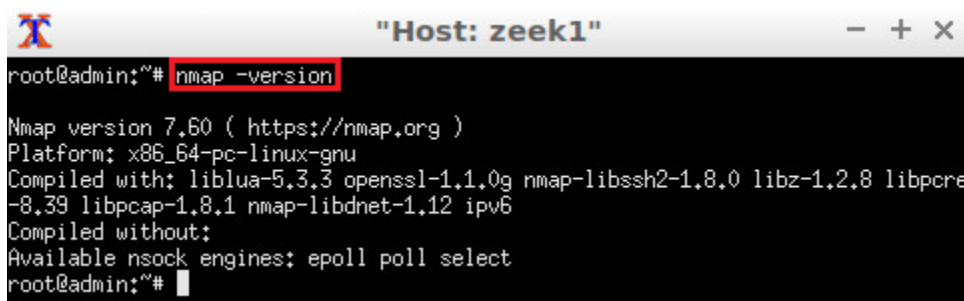 "Host: zeek1"
root@admin:~# nmap -version
Nmap version 7.60 ( https://nmap.org )
Platform: x86_64-pc-linux-gnu
Compiled with: liblua-5.3.3 openssl-1.1.0g nmap-libssh2-1.8.0 libz-1.2.8 libpcre
-8.39 libpcap-1.8.1 nmap-libdnet-1.12 ipv6
Compiled without:
Available nsock engines: epoll poll select
root@admin:~#